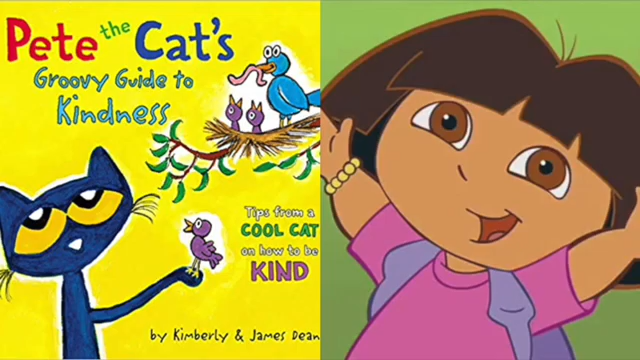 Pete the Cat's
Groovy Guide to
Kindness
Tips from a
COOL CAT
on how to be
KIND
by Kimberly & James Dean